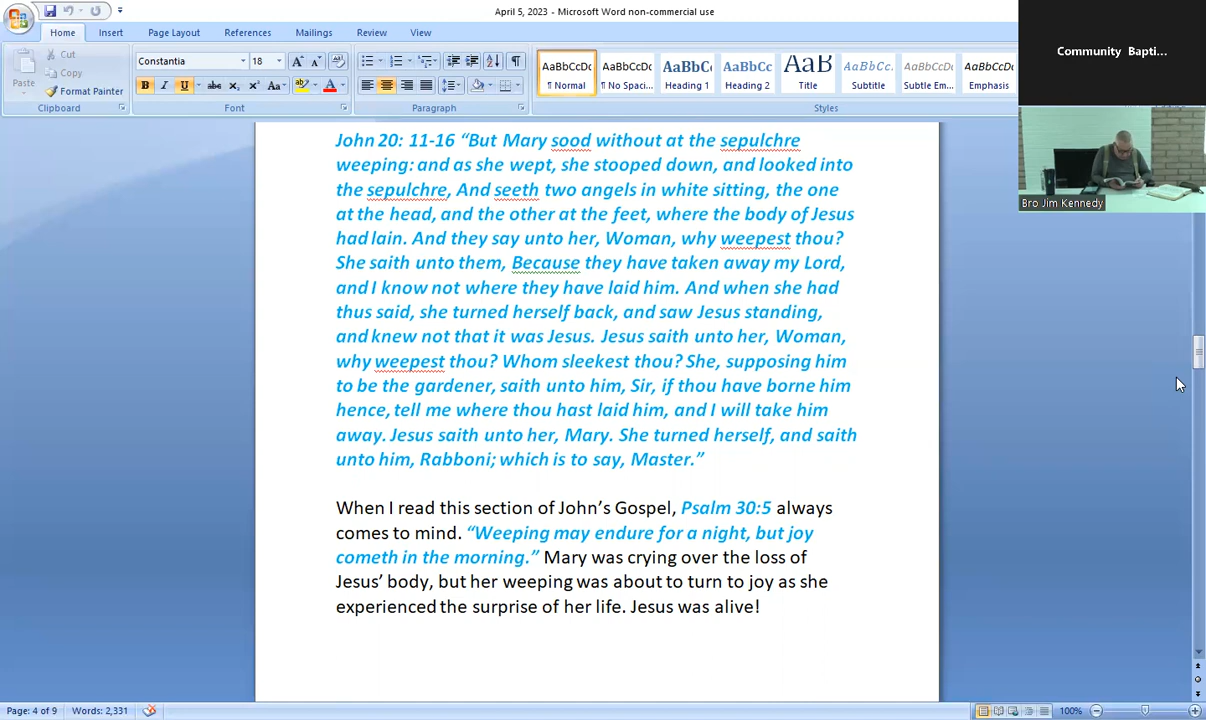 April 5, 2023 - Microsoft Word non-commercial use
Home Insert Page Layout References Mailings Review View
Paste
Cut
Copy
Format Painter
Clipboard
Constantia 18
Font
Paragraph
AaBbCcDc AaBbCcDc AaBbC AaBbCc AaB AaBbCc. AaBbCcDc AaBbCcDc
¶ Normal ¶ No Spaci... Heading 1 Heading 2 Title Subtitle Subtle Em... Emphasis
Styles
Community Bapti...
Bro Jim Kennedy
John 20: 11-16 “But Mary sood without at the sepulchre
weeping: and as she wept, she stooped down, and looked into
the sepulchre, And seeth two angels in white sitting, the one
at the head, and the other at the feet, where the body of Jesus
had lain. And they say unto her, Woman, why weepest thou?
She saith unto them, Because they have taken away my Lord,
and I know not where they have laid him. And when she had
thus said, she turned herself back, and saw Jesus standing,
and knew not that it was Jesus. Jesus saith unto her, Woman,
why weepest thou? Whom sleekest thou? She, supposing him
to be the gardener, saith unto him, Sir, if thou have borne him
hence, tell me where thou hast laid him, and I will take him
away. Jesus saith unto her, Mary. She turned herself, and saith
unto him, Rabboni; which is to say, Master.”
When I read this section of John’s Gospel, Psalm 30:5 always
comes to mind. “Weeping may endure for a night, but joy
cometh in the morning.” Mary was crying over the loss of
Jesus’ body, but her weeping was about to turn to joy as she
experienced the surprise of her life. Jesus was alive!
Page: 4 of 9 Words: 2,331
100%